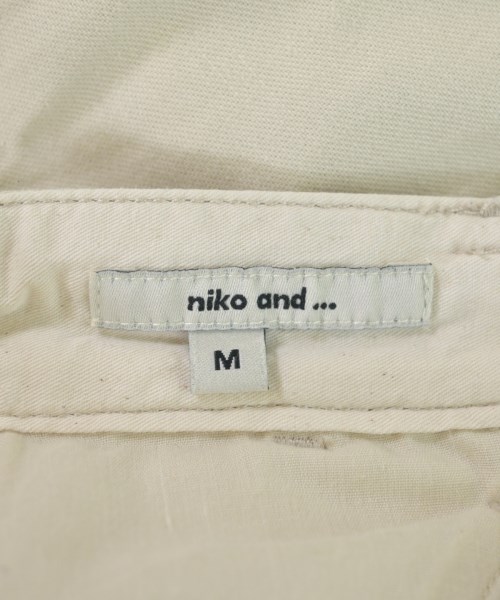 niko and ...
M